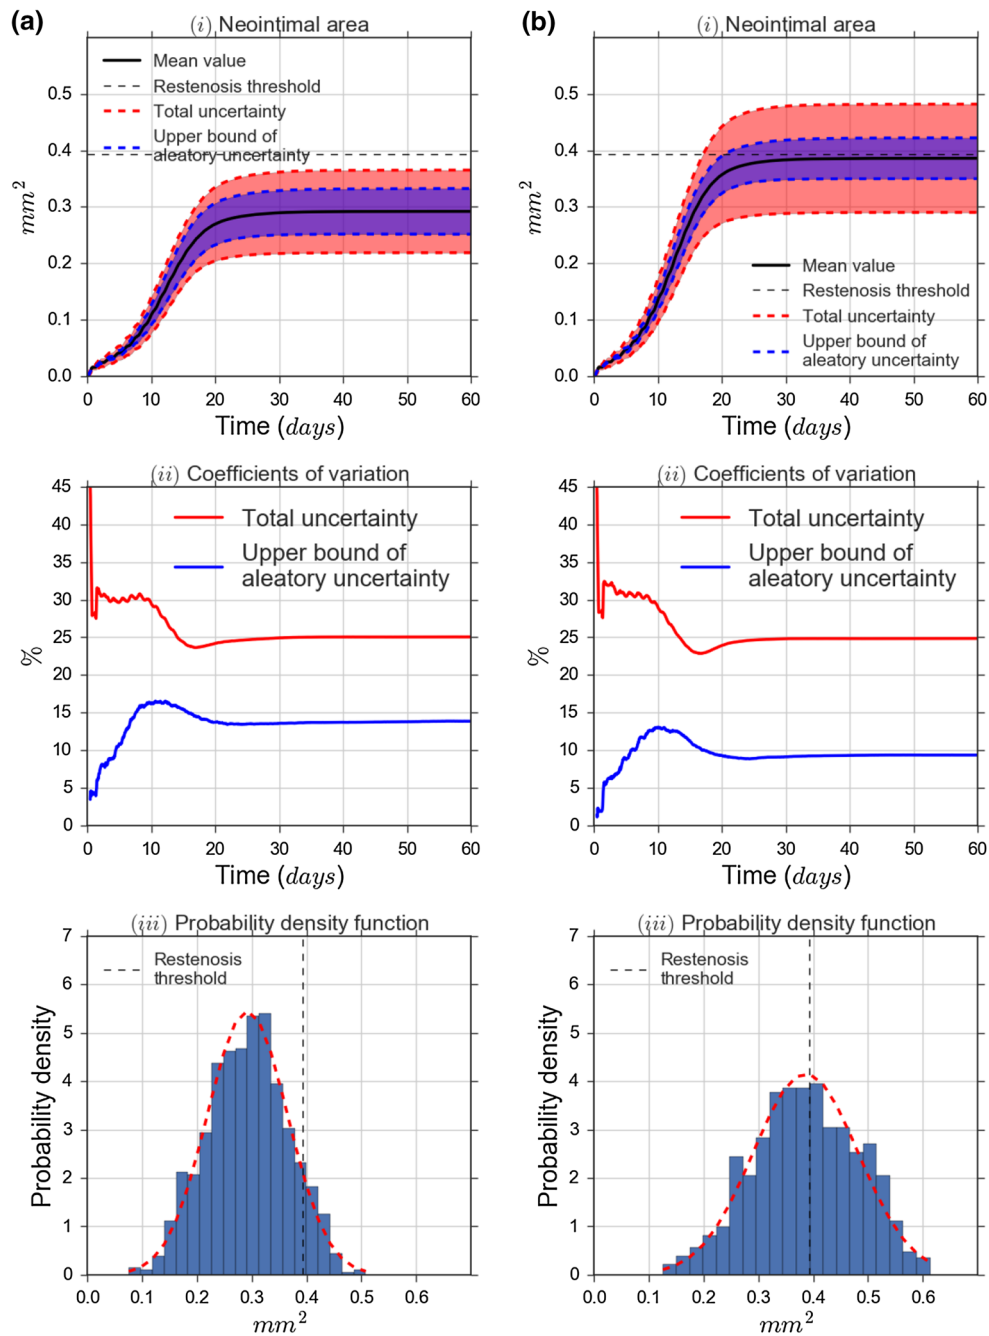 (a)
(i) Neointimal area
Mean value
Restenosis threshold
Total uncertainty
Upper bound of
aleatory uncertainty
0.5
0.4
0.3
0.2
0.1
0.0
mm²
0 10 20 30 40 50 60
Time (days)
(b)
(i) Neointimal area
0.5
0.4
0.3
0.2
0.1
0.0
mm²
Mean value
Restenosis threshold
Total uncertainty
Upper bound of
aleatory uncertainty
0 10 20 30 40 50 60
Time (days)
(ii) Coefficients of variation
Total uncertainty
Upper bound of
aleatory uncertainty
45
40
35
30
25
20
15
10
5
0
%
0 10 20 30 40 50 60
Time (days)
(ii) Coefficients of variation
Total uncertainty
Upper bound of
aleatory uncertainty
45
40
35
30
25
20
15
10
5
0
%
0 10 20 30 40 50 60
Time (days)
(iii) Probability density function
Restenosis
threshold
7
6
5
4
3
2
1
0
Probability density
0.0 0.1 0.2 0.3 0.4 0.5 0.6
mm²
(iii) Probability density function
Restenosis
threshold
7
6
5
4
3
2
1
0
Probability density
0.0 0.1 0.2 0.3 0.4 0.5 0.6
mm²